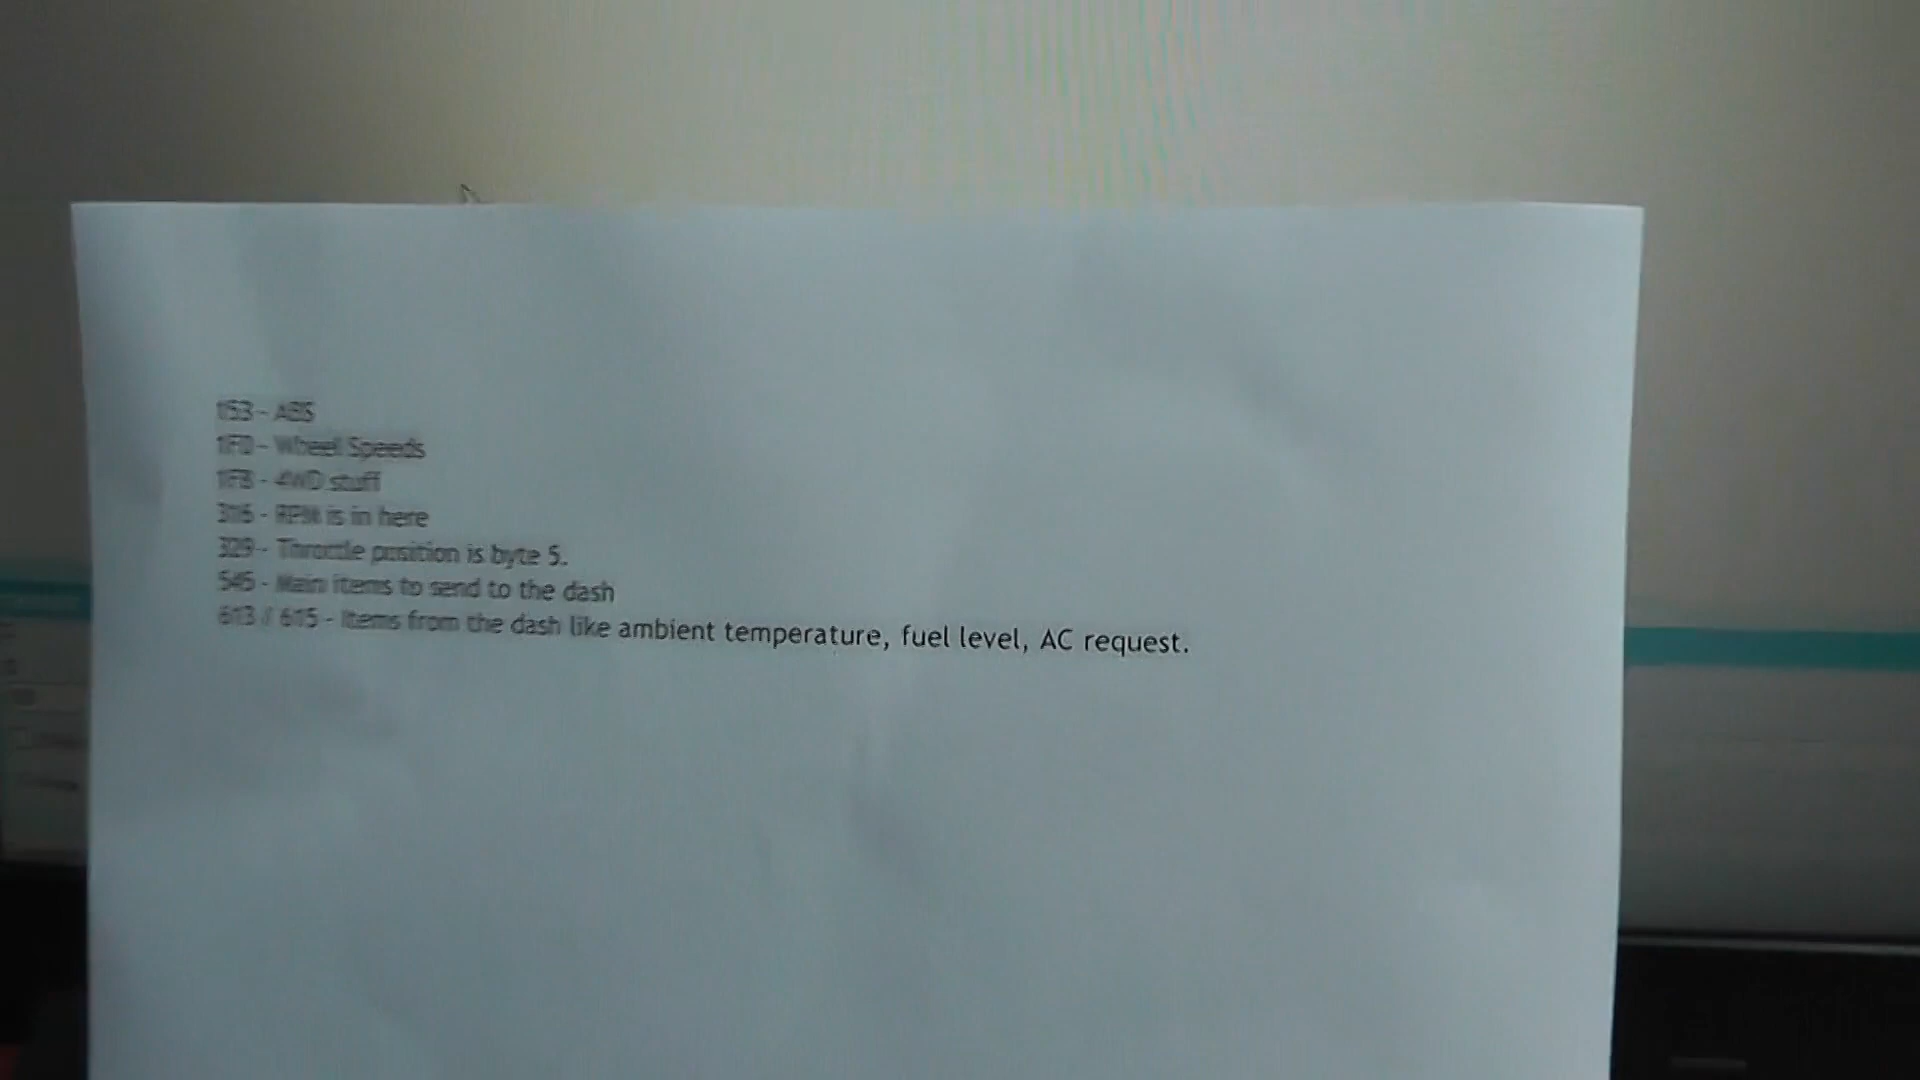 153 - ABS
1F0 - Wheel Speeds
1F8 - 4WD stuff
316 - RPM is in here
329 - Throttle position is byte 5.
545 - Main items to send to the dash
613 / 615 - Items from the dash like ambient temperature, fuel level, AC request.